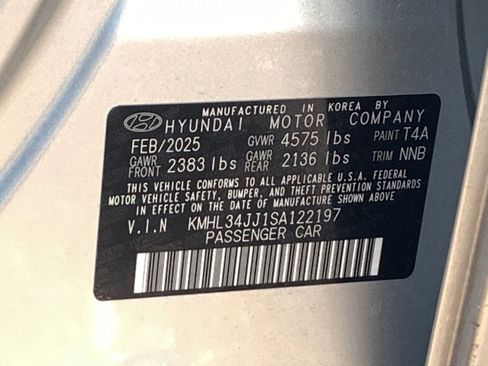 MANUFACTURED IN KOREA BY
HYUNDAI MOTOR COMPANY
FEB/2025 GVWR 4575 lbs PAINT T4A
GAWR FRONT 2383 lbs GAWR REAR 2136 lbs TRIM NNB
THIS VEHICLE CONFORMS TO ALL APPLICABLE U.S.A. FEDERAL
MOTOR VEHICLE SAFETY, BUMPER, AND THEFT PREVENTION STANDARDS
IN EFFECT ON THE DATE OF MANUFACTURE SHOWN ABOVE
V.I.N KMHL34JJ1SA122197
PASSENGER CAR